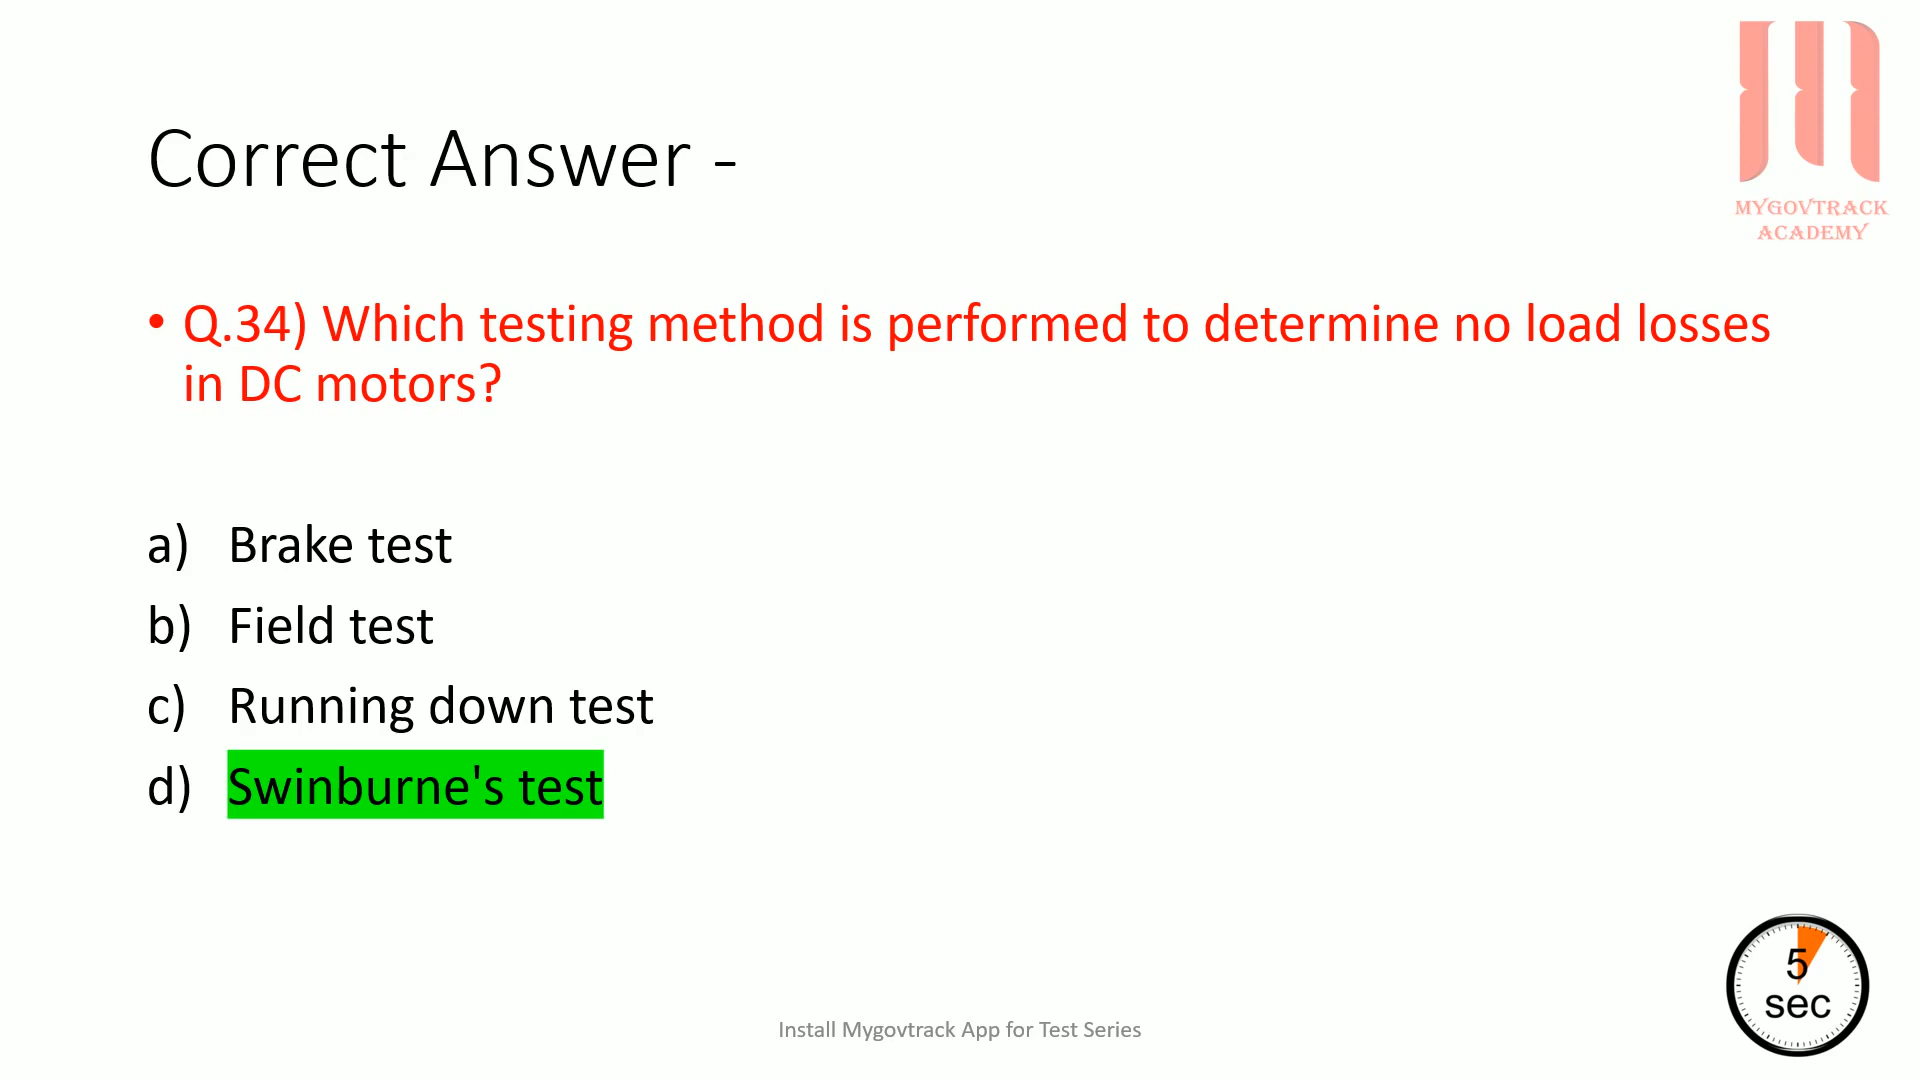 MYGOVTRACK
ACADEMY
Correct Answer -
• Q.34) Which testing method is performed to determine no load losses
in DC motors?
a) Brake test
b) Field test
c) Running down test
d) Swinburne's test
5
sec
Install Mygovtrack App for Test Series